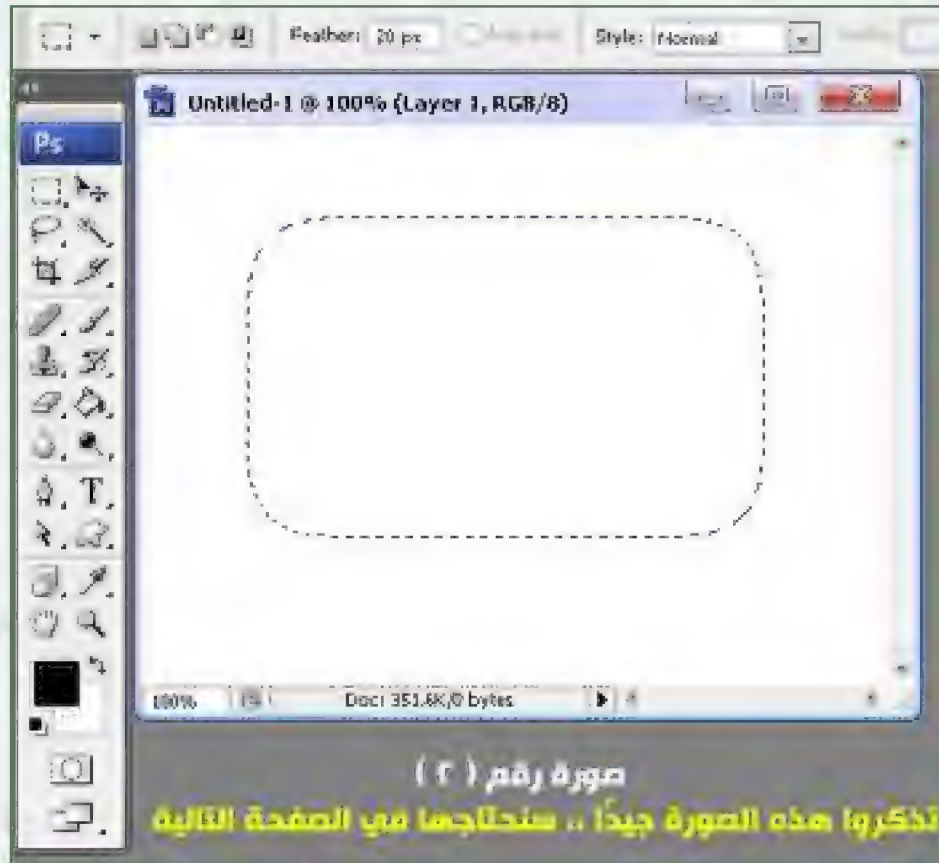 Feather: 20 px Style: Normal
Untitled-1 @ 100% (Layer 1, RGB/8)
Ps
T
100% Doc: 351.6K/0 bytes
صورة رقم ( ٢ )
تذكروا هذه الصورة جيدًا .. سنحتاجها في الصفحة التالية